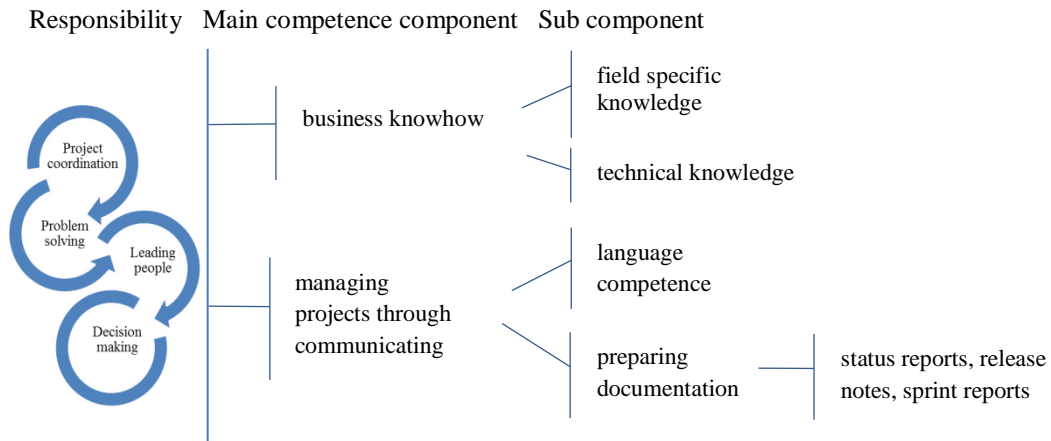 Responsibility Main competence component Sub component
Project
coordination
Problem
solving
Leading
people
Decision
making
business knowhow
field specific
knowledge
technical knowledge
managing
projects through
communicating
language
competence
preparing
documentation
status reports, release
notes, sprint reports